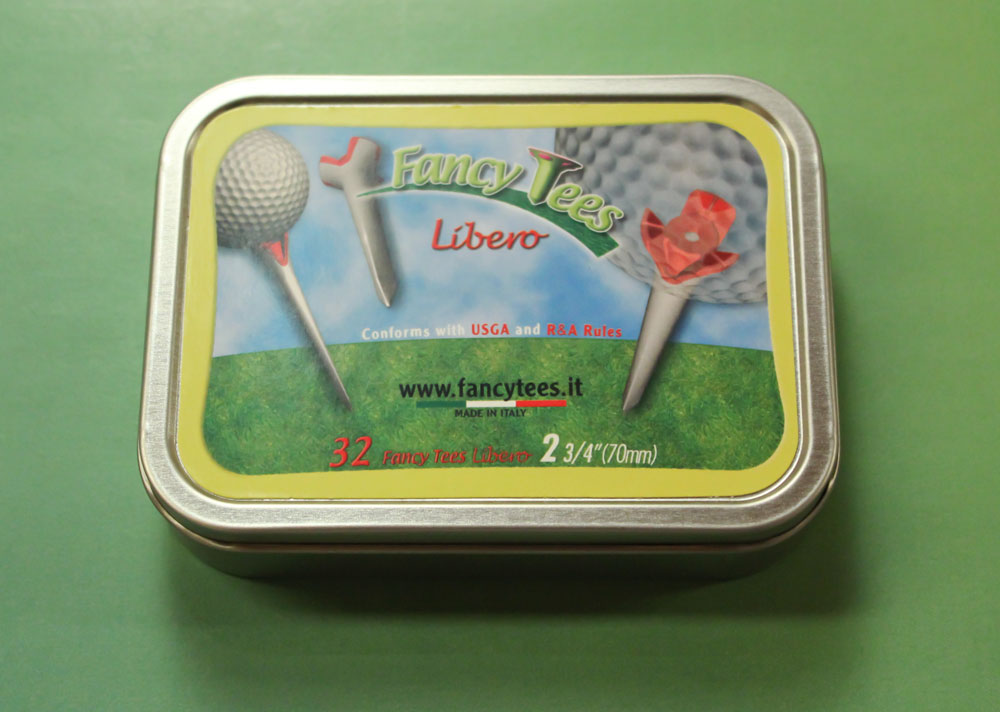 Fancy Tees
Libero
Conforms with USGA and R&A Rules
www.fancytees.it
MADE IN ITALY
32 Fancy Tees Libero 2 3/4"(70mm)